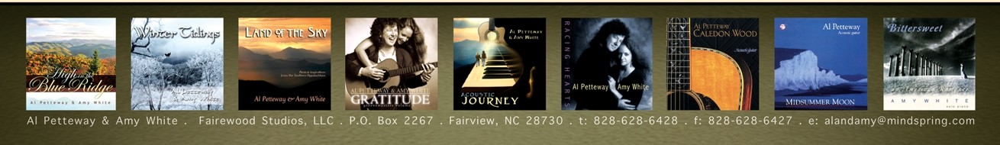 High in the
Blue Ridge
Al Petteway & Amy White
Winter Tidings
Al Petteway
& Amy White
LAND OF THE SKY
Al Petteway & Amy White
AL PETTEWAY & AMY WHITE
GRATITUDE
AL PETTEWAY
& AMY WHITE
ACOUSTIC
JOURNEY
RACING HEARTS
Al Petteway Amy White
AL PETTEWAY
CALEDON WOOD
Acoustic Guitar
Al Petteway
Acoustic guitar
MIDSUMMER MOON
Bittersweet
an American Romance
AMY WHITE
solo piano
Al Petteway & Amy White . Fairewood Studios, LLC . P.O. Box 2267 . Fairview, NC 28730 . t: 828-628-6428 . f: 828-628-6427 . e: alandamy@mindspring.com